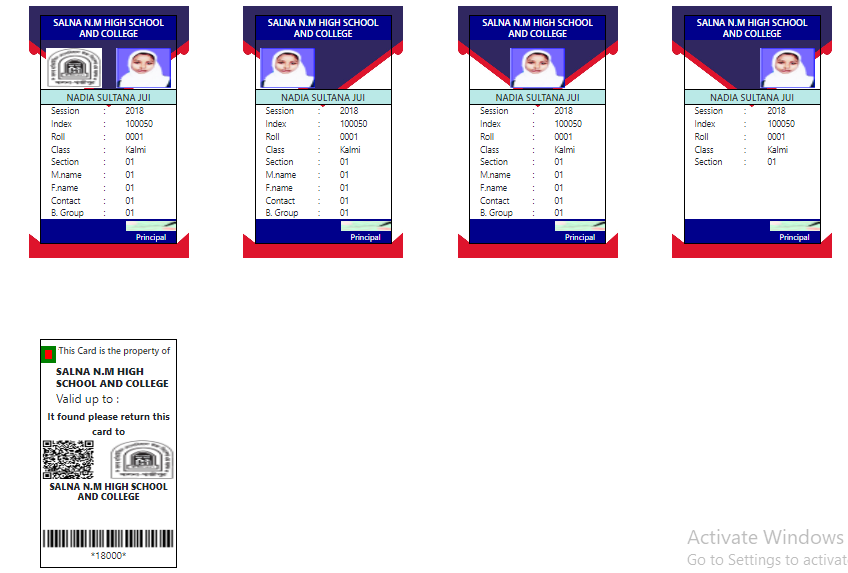 SALNA N.M HIGH SCHOOL
AND COLLEGE
NADIA SULTANA JUI
Session : 2018
Index : 100050
Roll : 0001
Class : Kalmi
Section : 01
M.name : 01
F.name : 01
Contact : 01
B. Group : 01
Principal
SALNA N.M HIGH SCHOOL
AND COLLEGE
NADIA SULTANA JUI
Session : 2018
Index : 100050
Roll : 0001
Class : Kalmi
Section : 01
M.name : 01
F.name : 01
Contact : 01
B. Group : 01
Principal
SALNA N.M HIGH SCHOOL
AND COLLEGE
NADIA SULTANA JUI
Session : 2018
Index : 100050
Roll : 0001
Class : Kalmi
Section : 01
M.name : 01
F.name : 01
Contact : 01
B. Group : 01
Principal
SALNA N.M HIGH SCHOOL
AND COLLEGE
NADIA SULTANA JUI
Session : 2018
Index : 100050
Roll : 0001
Class : Kalmi
Section : 01
Principal
This Card is the property of
SALNA N.M HIGH
SCHOOL AND COLLEGE
Valid up to :
It found please return this
card to
SALNA N.M HIGH SCHOOL
AND COLLEGE
*18000*
Activate Windows
Go to Settings to activat